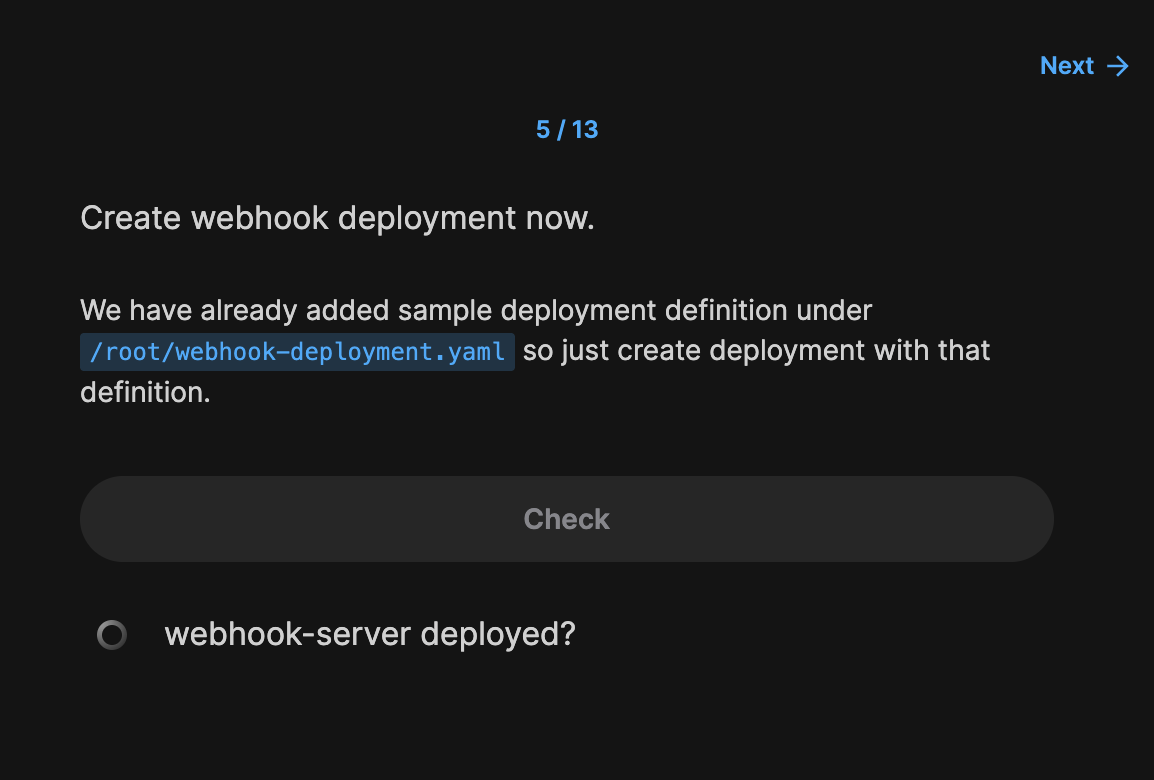 Next →
5 / 13
Create webhook deployment now.
We have already added sample deployment definition under
/root/webhook-deployment.yaml so just create deployment with that
definition.
Check
webhook-server deployed?